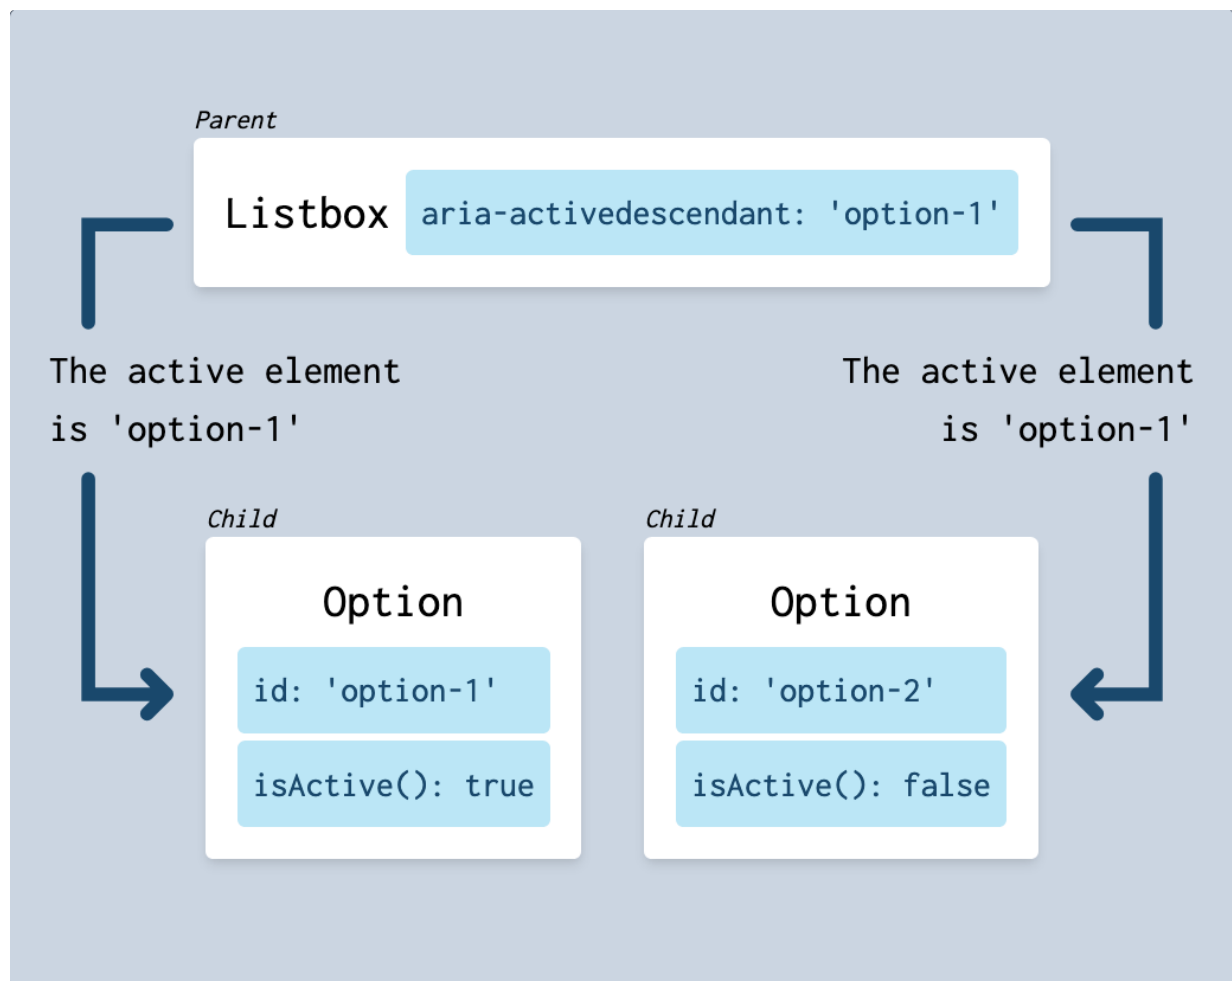 Parent
Listbox aria-activedescendant: 'option-1'
The active element
is 'option-1'
The active element
is 'option-1'
Child
Option
id: 'option-1'
isActive(): true
Child
Option
id: 'option-2'
isActive(): false